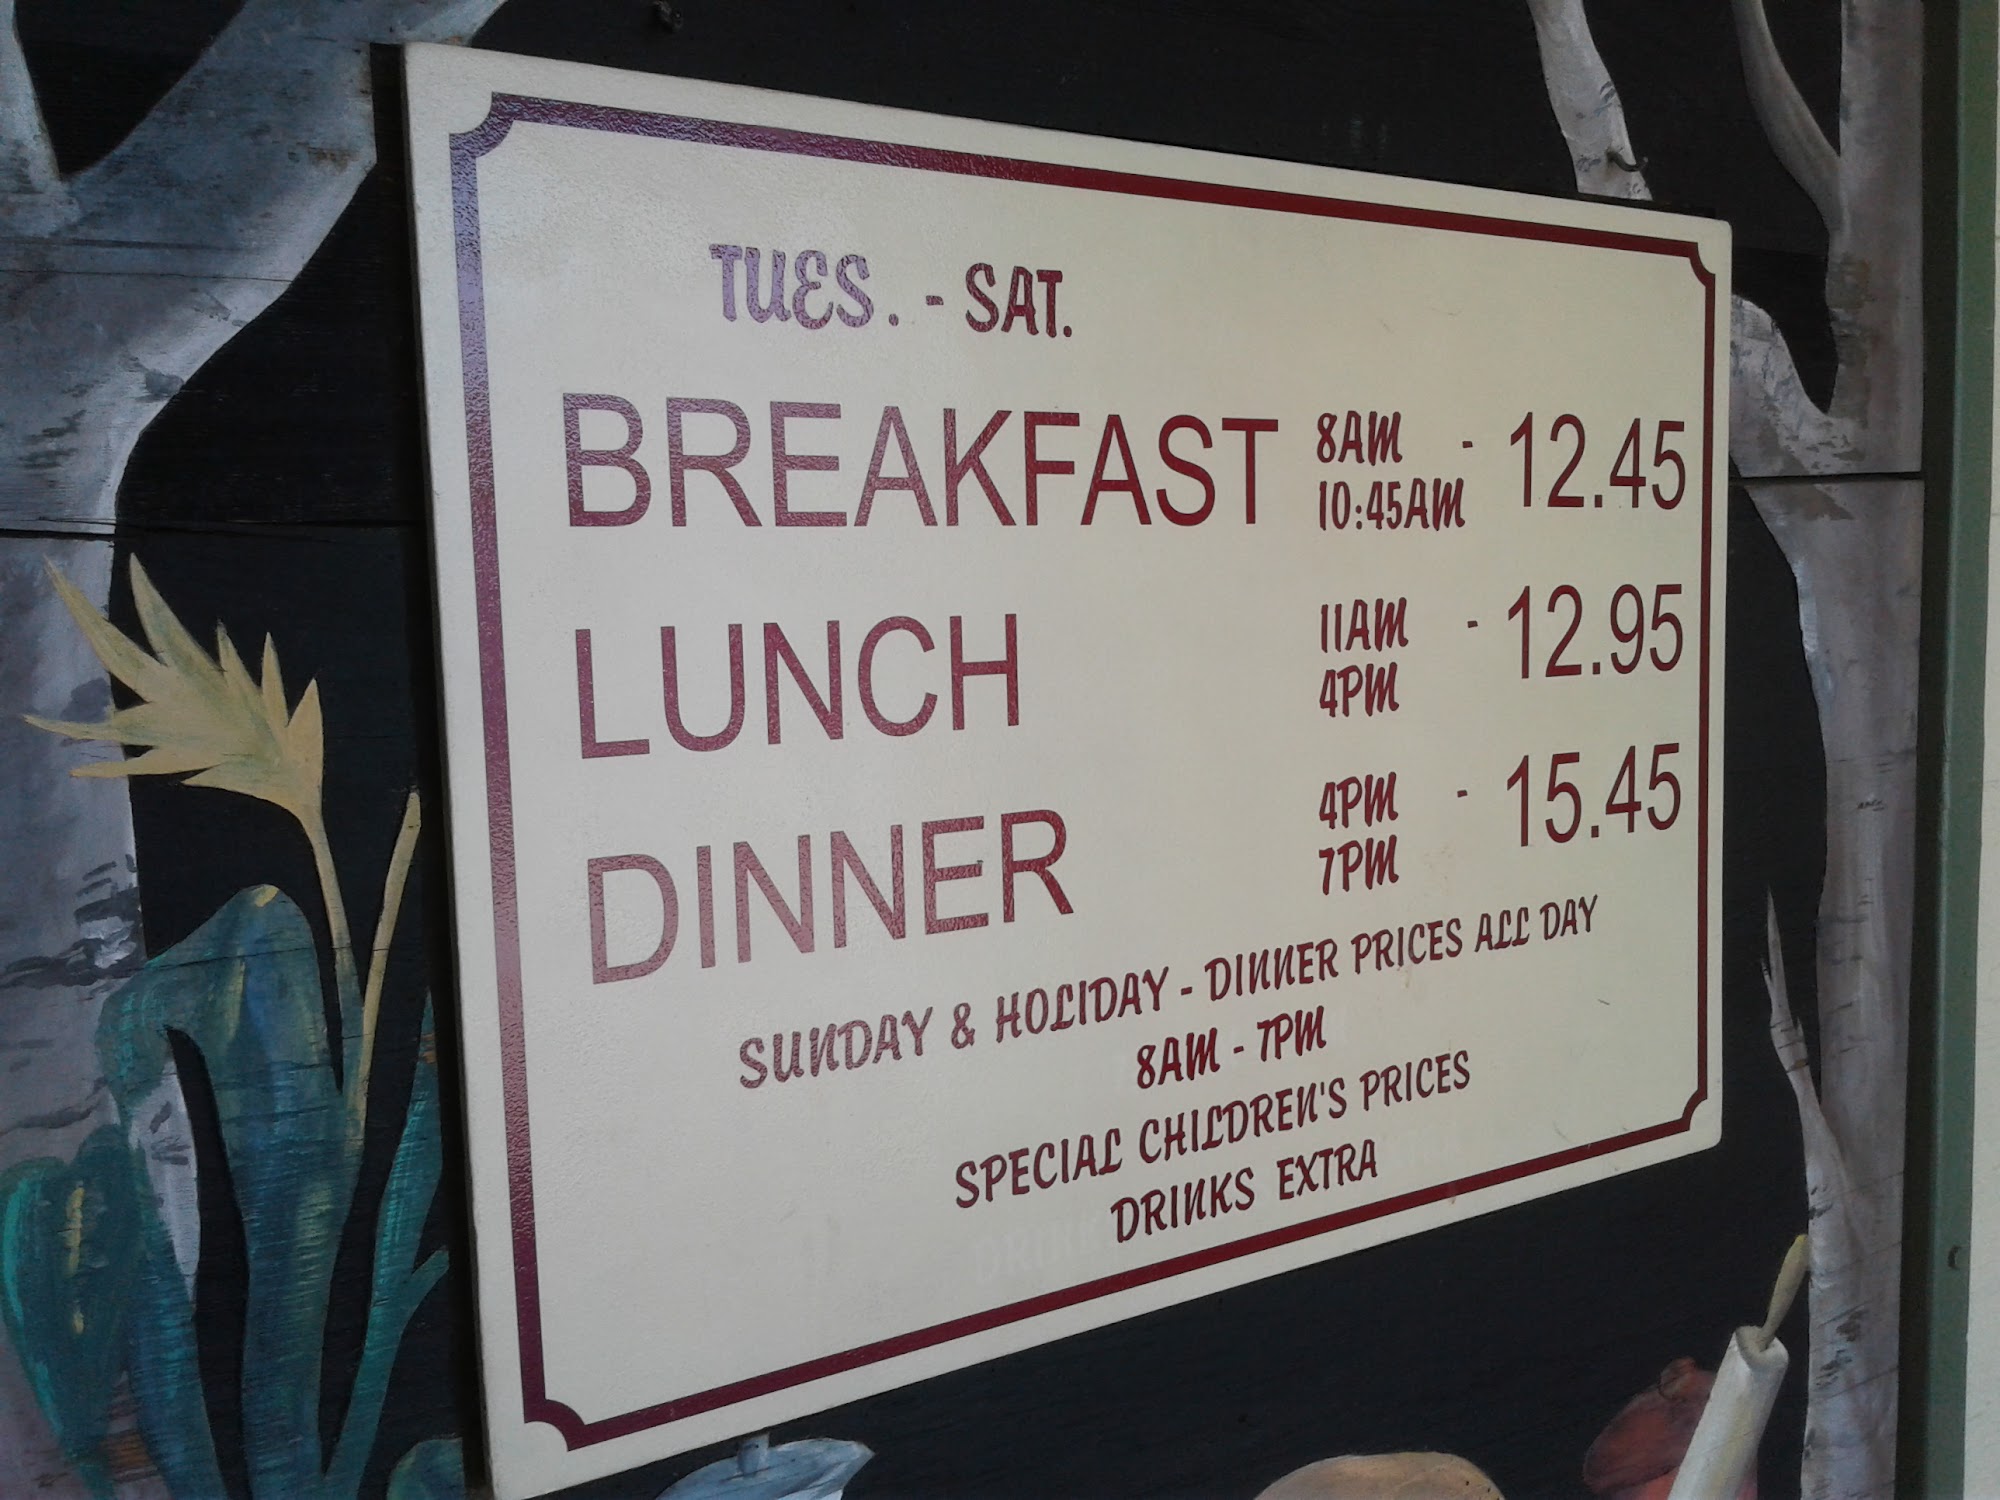 TUES. - SAT.
BREAKFAST 8AM - 12.45
10:45AM
LUNCH 11AM - 12.95
4PM
DINNER 4PM - 15.45
7PM
SUNDAY & HOLIDAY - DINNER PRICES ALL DAY
8AM - 7PM
SPECIAL CHILDREN'S PRICES
DRINKS EXTRA